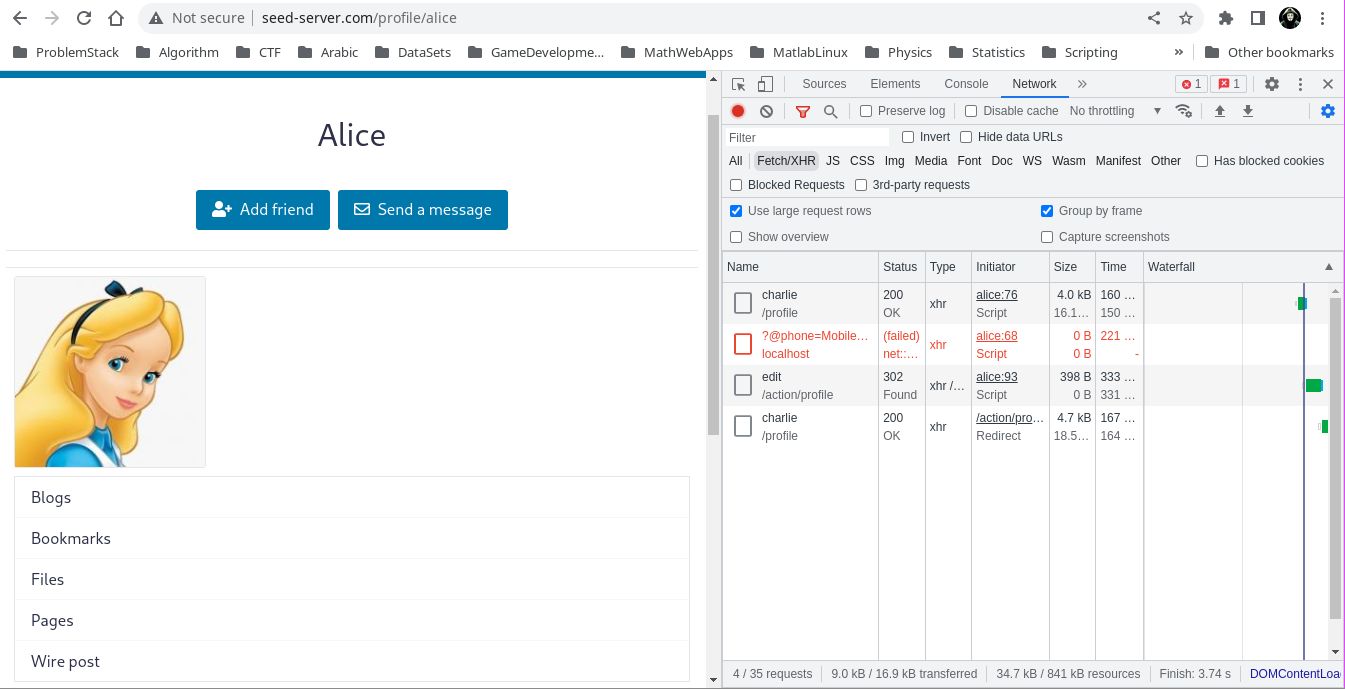 Not secure | seed-server.com/profile/alice
ProblemStack Algorithm CTF Arabic DataSets GameDevelopme... MathWebApps MatlabLinux Physics Statistics Scripting » Other bookmarks
Alice
Add friend Send a message
Blogs
Bookmarks
Files
Pages
Wire post
Sources Elements Console Network » 1 1
Preserve log Disable cache No throttling
Filter Invert Hide data URLs
All Fetch/XHR JS CSS Img Media Font Doc WS Wasm Manifest Other Has blocked cookies
Blocked Requests 3rd-party requests
Use large request rows Group by frame
Show overview Capture screenshots
Name Status Type Initiator Size Time Waterfall
charlie 200 xhr alice:76 4.0 kB 160 ...
/profile OK Script 16.1... 150 ...
?@phone=Mobile... (failed) xhr alice:68 0 B 221 ...
localhost net::... Script 0 B -
edit 302 xhr /... alice:93 398 B 333 ...
/action/profile Found Script 0 B 331 ...
charlie 200 xhr /action/pro... 4.7 kB 167 ...
/profile OK Redirect 18.5... 164 ...
4 / 35 requests 9.0 kB / 16.9 kB transferred 34.7 kB / 841 kB resources Finish: 3.74 s DOMContentLoa